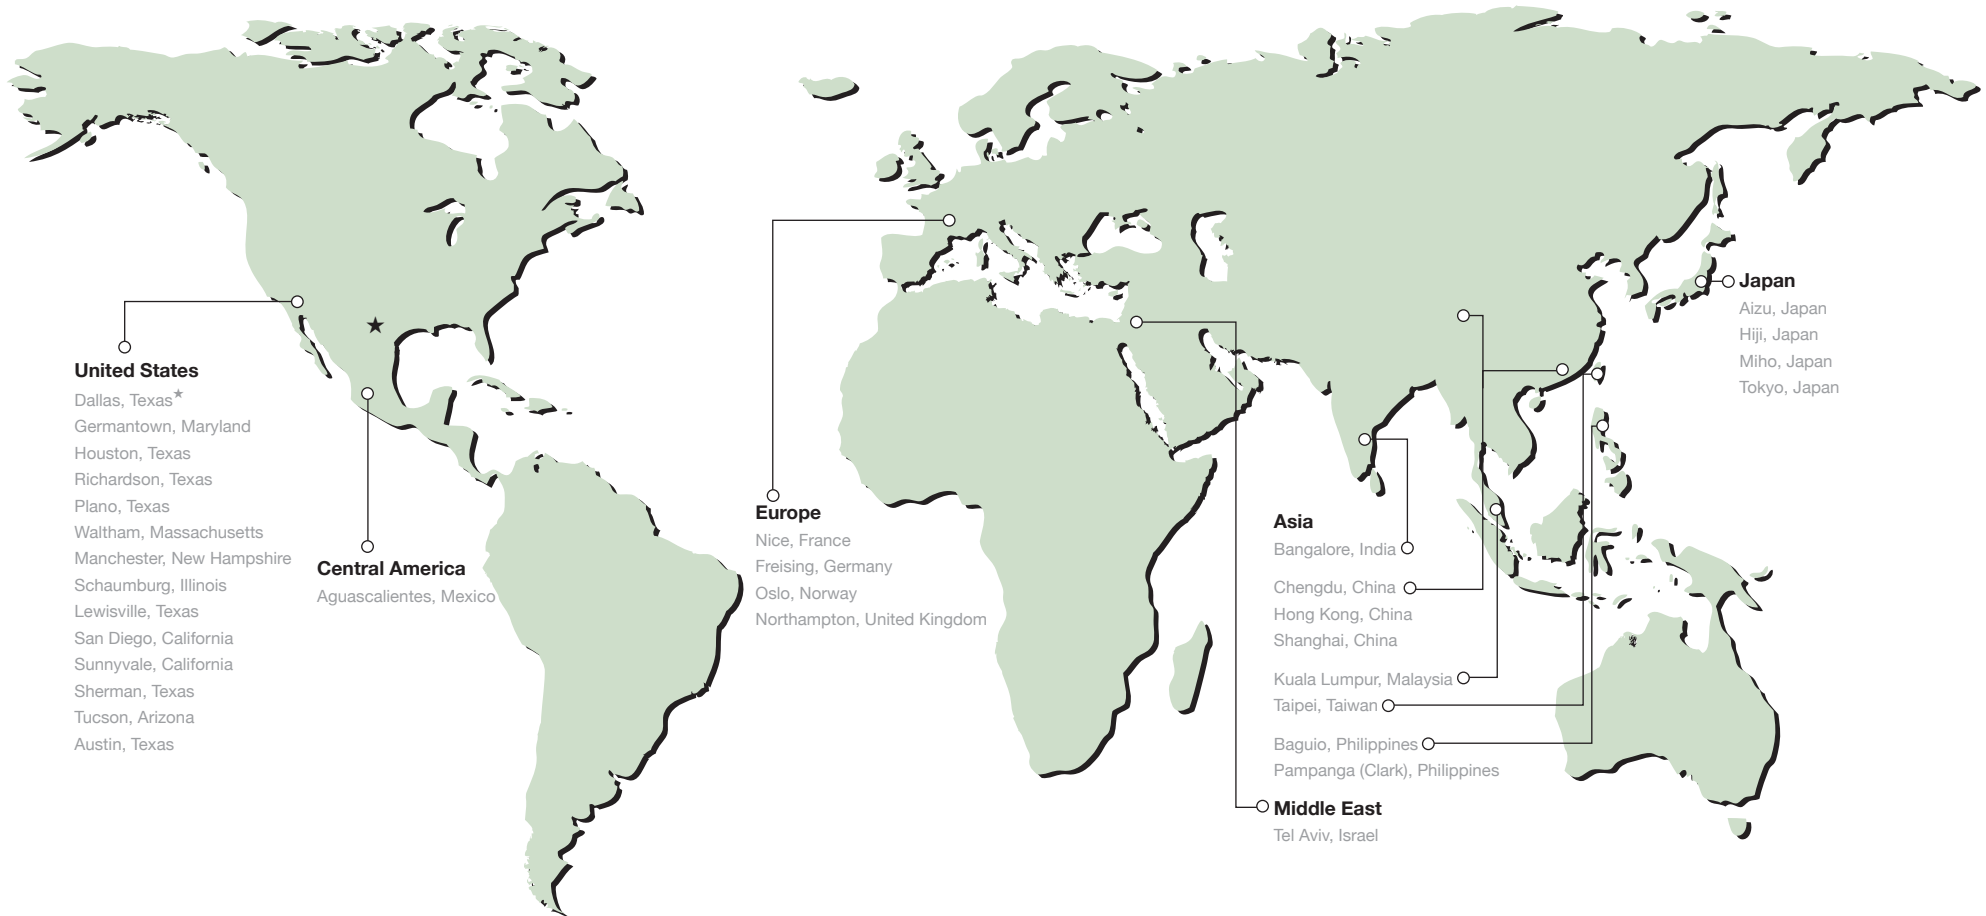 United States
Dallas, Texas★
Germantown, Maryland
Houston, Texas
Richardson, Texas
Plano, Texas
Waltham, Massachusetts
Manchester, New Hampshire
Schaumburg, Illinois
Lewisville, Texas
San Diego, California
Sunnyvale, California
Sherman, Texas
Tucson, Arizona
Austin, Texas
Central America
Aguascalientes, Mexico
Europe
Nice, France
Freising, Germany
Oslo, Norway
Northampton, United Kingdom
Asia
Bangalore, India
Chengdu, China
Hong Kong, China
Shanghai, China
Kuala Lumpur, Malaysia
Taipei, Taiwan
Baguio, Philippines
Pampanga (Clark), Philippines
Middle East
Tel Aviv, Israel
Japan
Aizu, Japan
Hiji, Japan
Miho, Japan
Tokyo, Japan